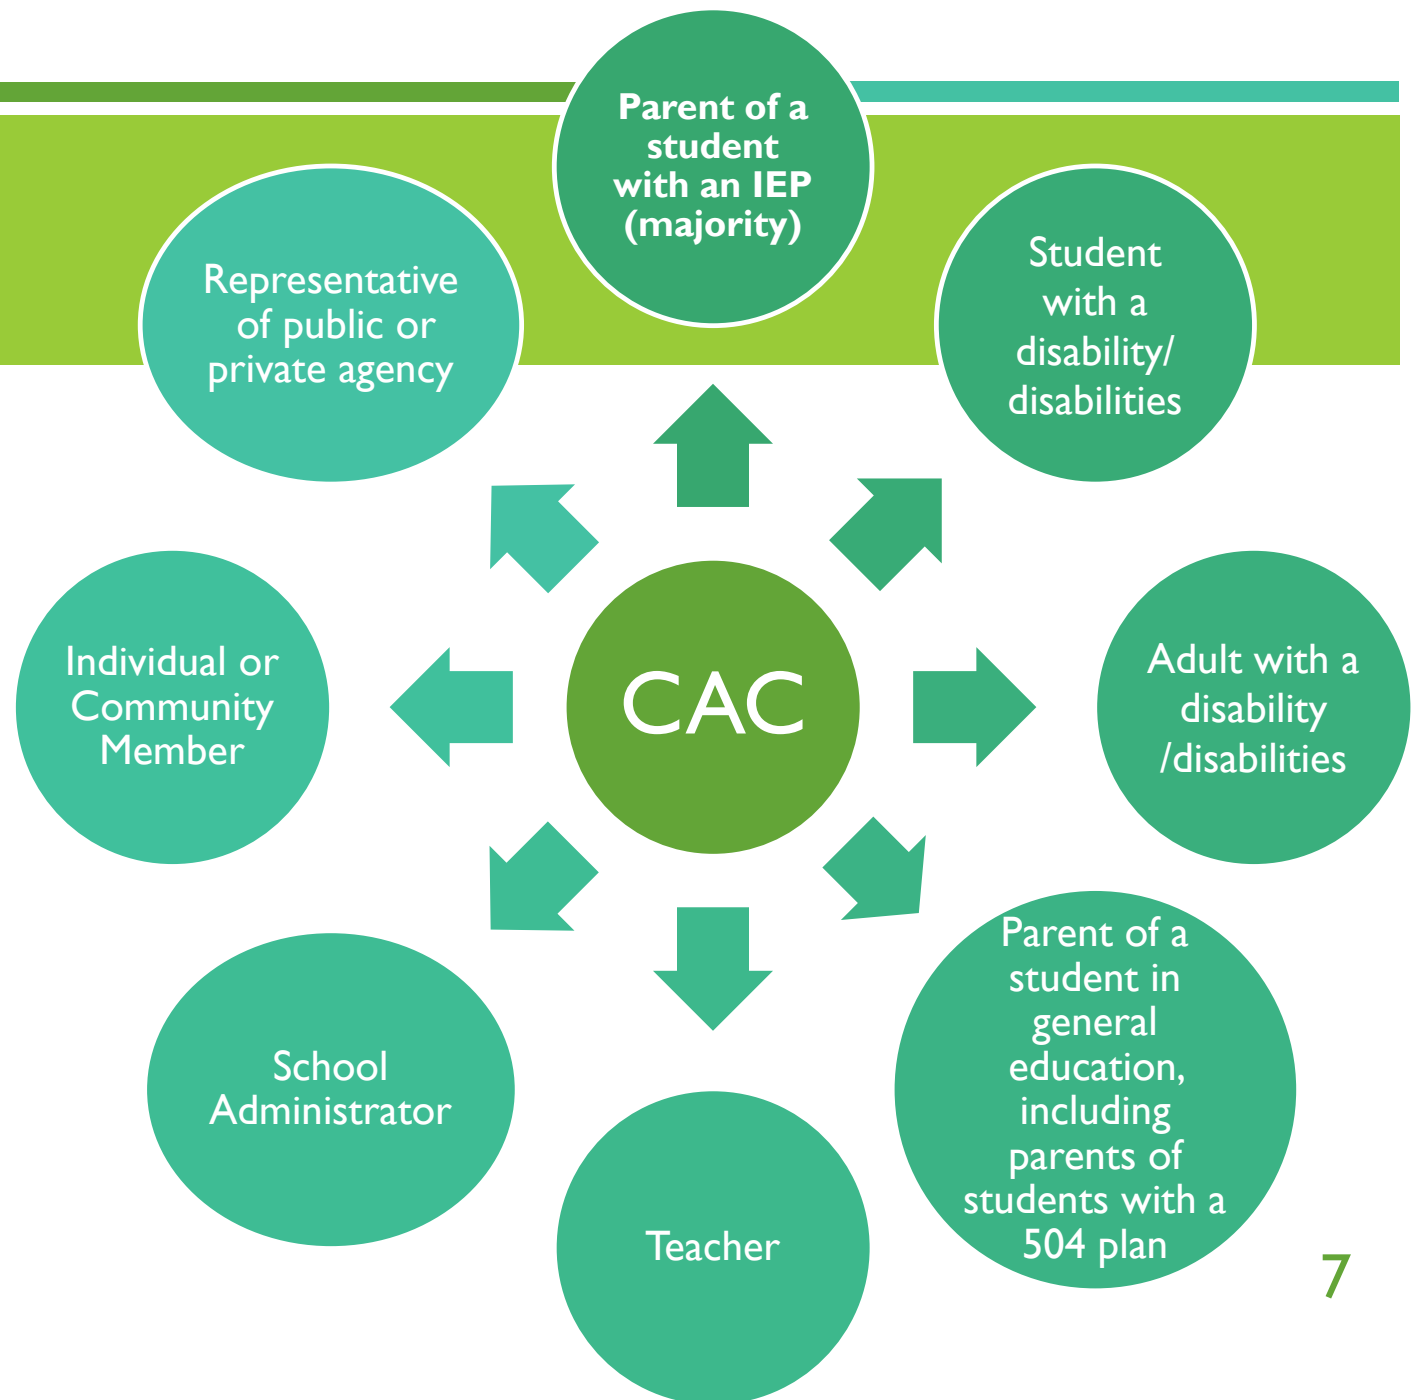 Parent of a
student
with an IEP
(majority)
Student
with a
disability/
disabilities
Adult with a
disability
/disabilities
Parent of a
student in
general
education,
including
parents of
students with a
504 plan
Teacher
School
Administrator
Individual or
Community
Member
Representative
of public or
private agency
CAC
7